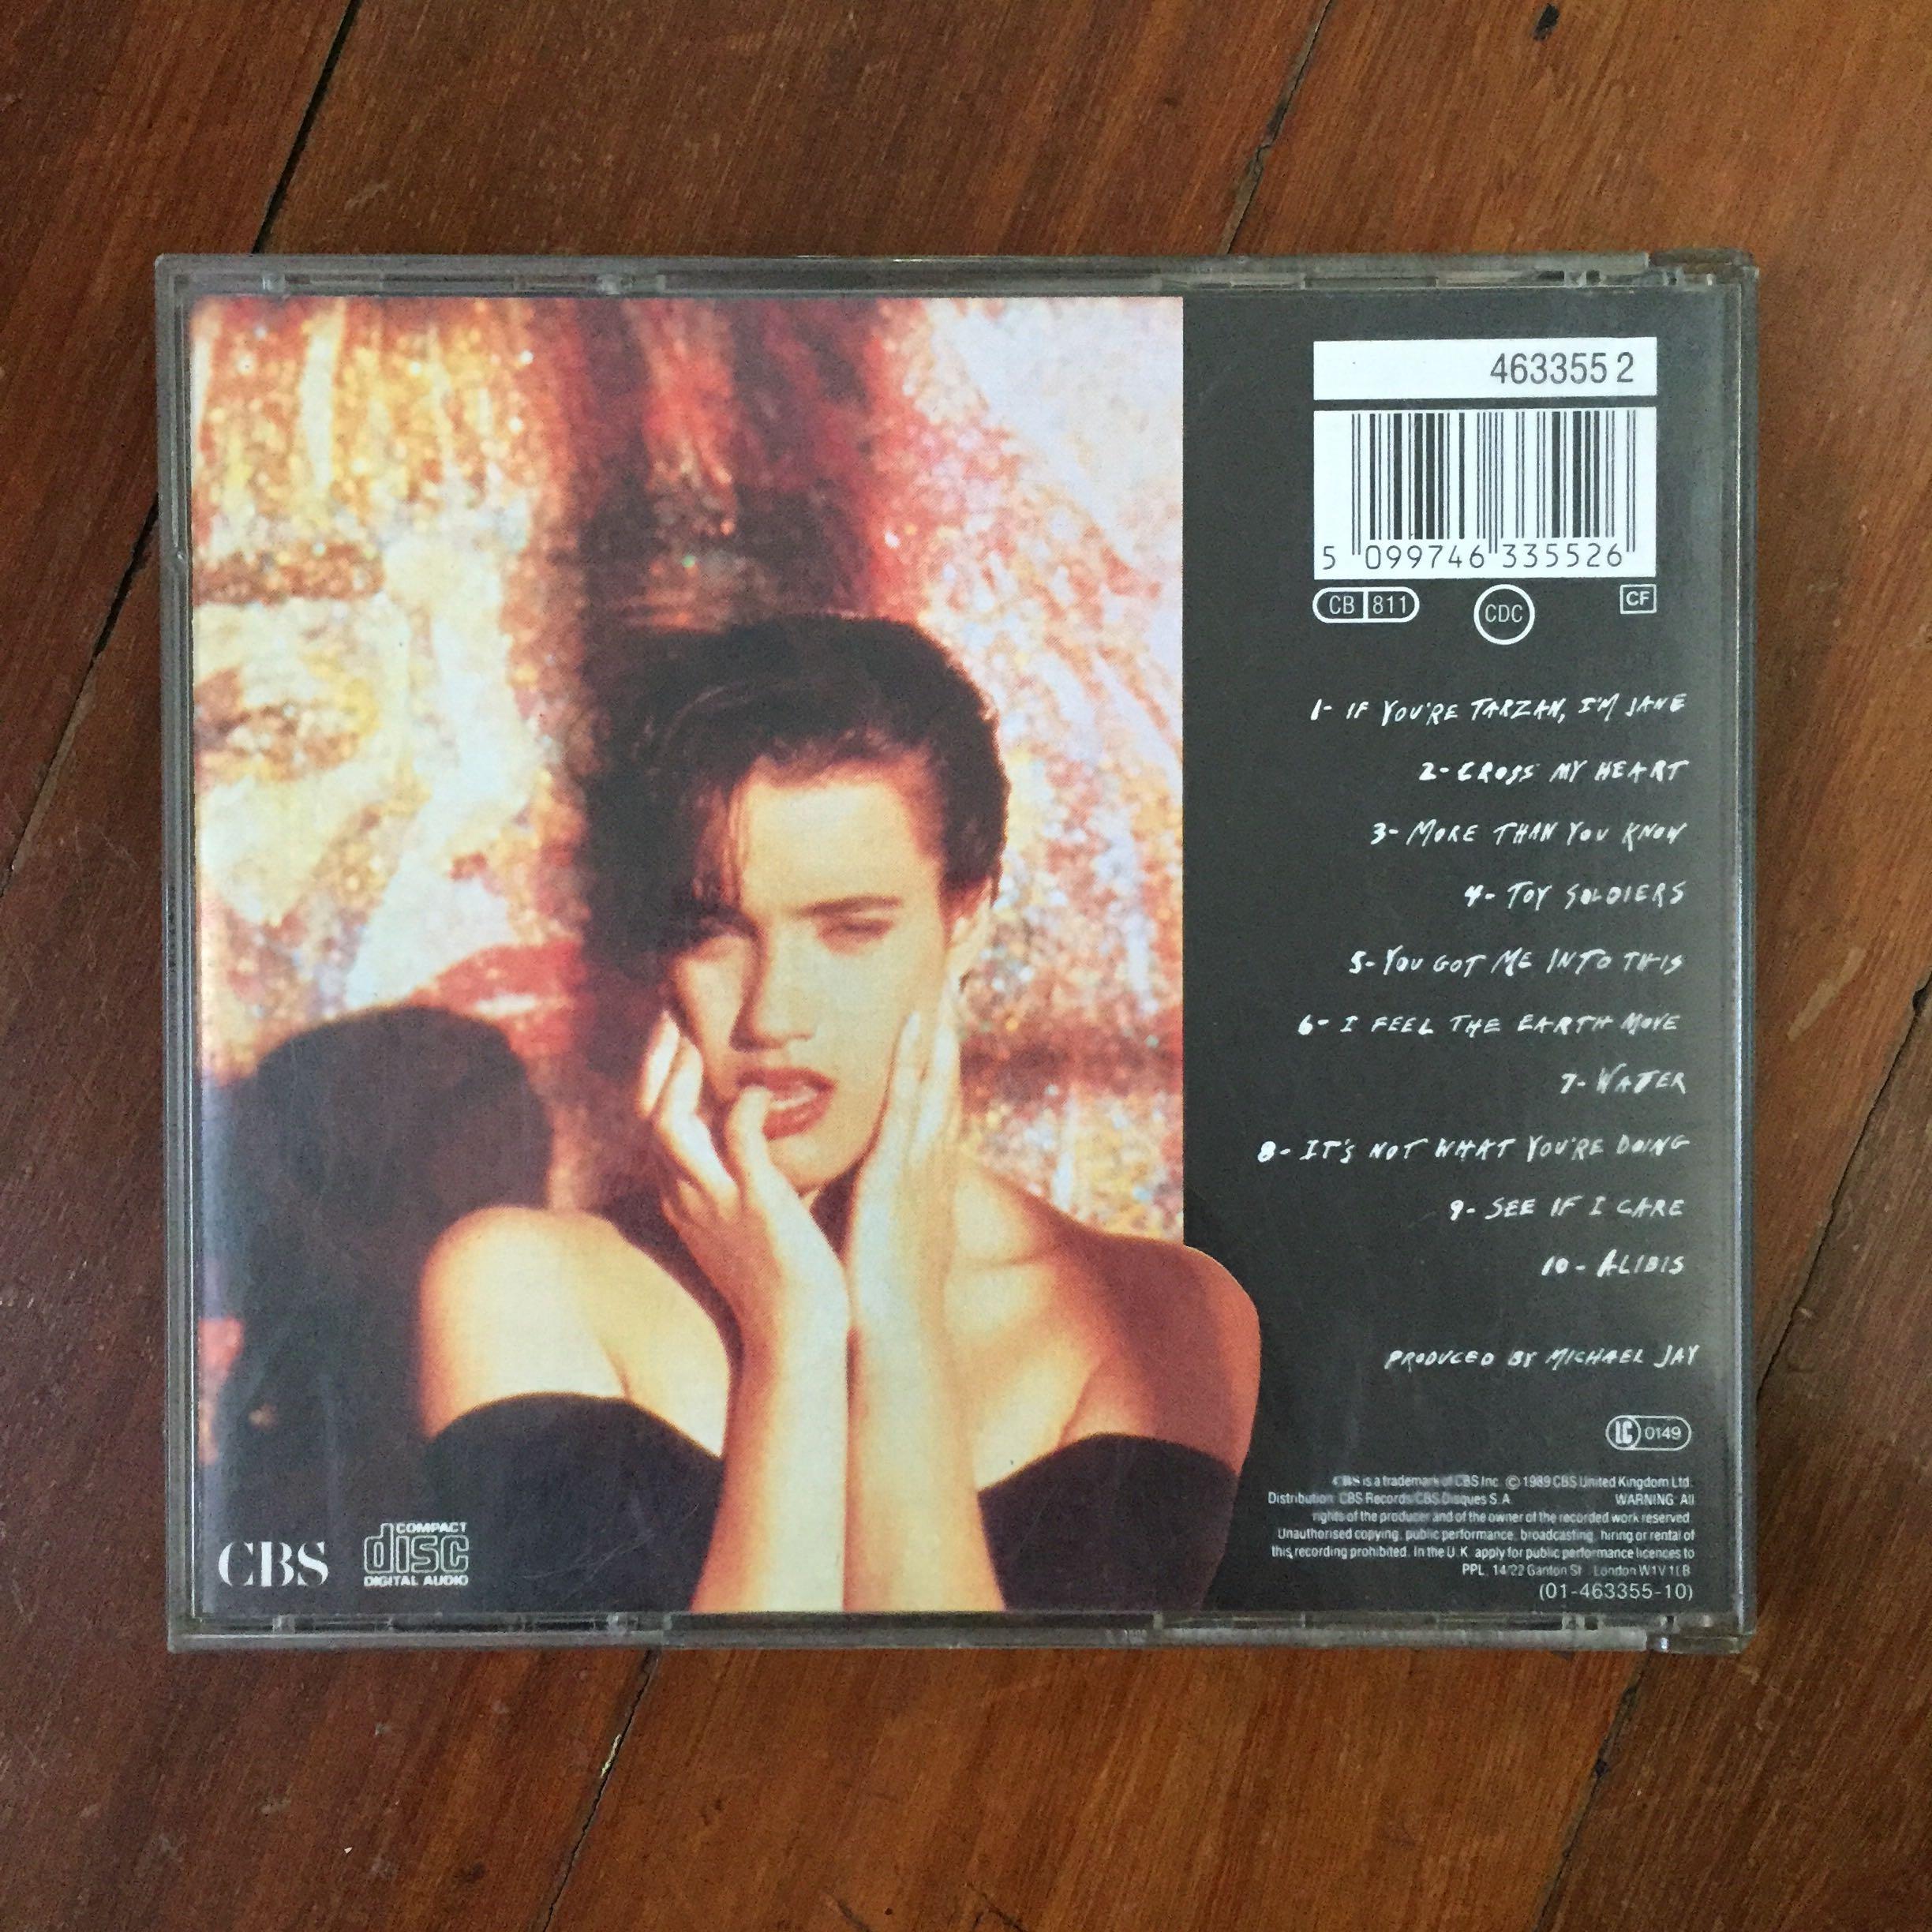 463355 2
5 099746 335526
CB 811
CDC
CF
1- IF YOU'RE TARZAN, I'M JANE
2- CROSS MY HEART
3- MORE THAN YOU KNOW
4- TOY SOLDIERS
5- YOU GOT ME INTO THIS
6- I FEEL THE EARTH MOVE
7- WATER
8- IT'S NOT WHAT YOU'RE DOING
9- SEE IF I CARE
10- ALIBIS
PRODUCED BY MICHAEL JAY
LC 0149
CBS is a trademark of CBS Inc. © 1989 CBS United Kingdom Ltd.
Distribution: CBS Records/CBS Disques S.A. WARNING: All
rights of the producer and of the owner of the recorded work reserved.
Unauthorised copying, public performance, broadcasting, hiring or rental of
this recording prohibited. In the U.K. apply for public performance licences to
PPL, 14/22 Ganton St., London W1V 1LB
(01-463355-10)
CBS
COMPACT
disc
DIGITAL AUDIO